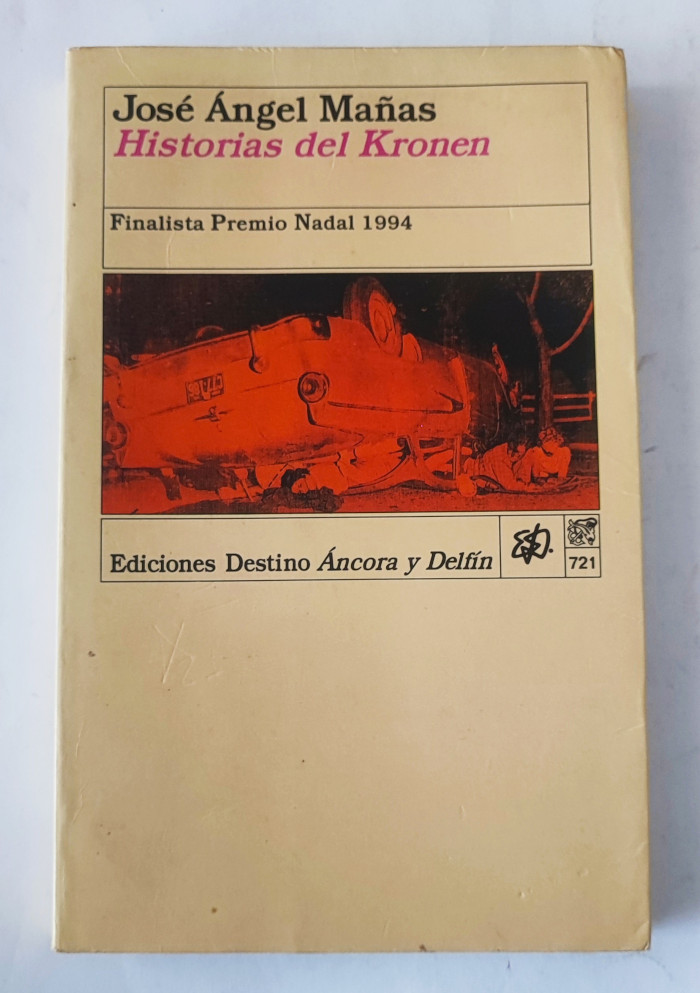 José Ángel Mañas
Historias del Kronen
Finalista Premio Nadal 1994
Ediciones Destino Áncora y Delfín
721